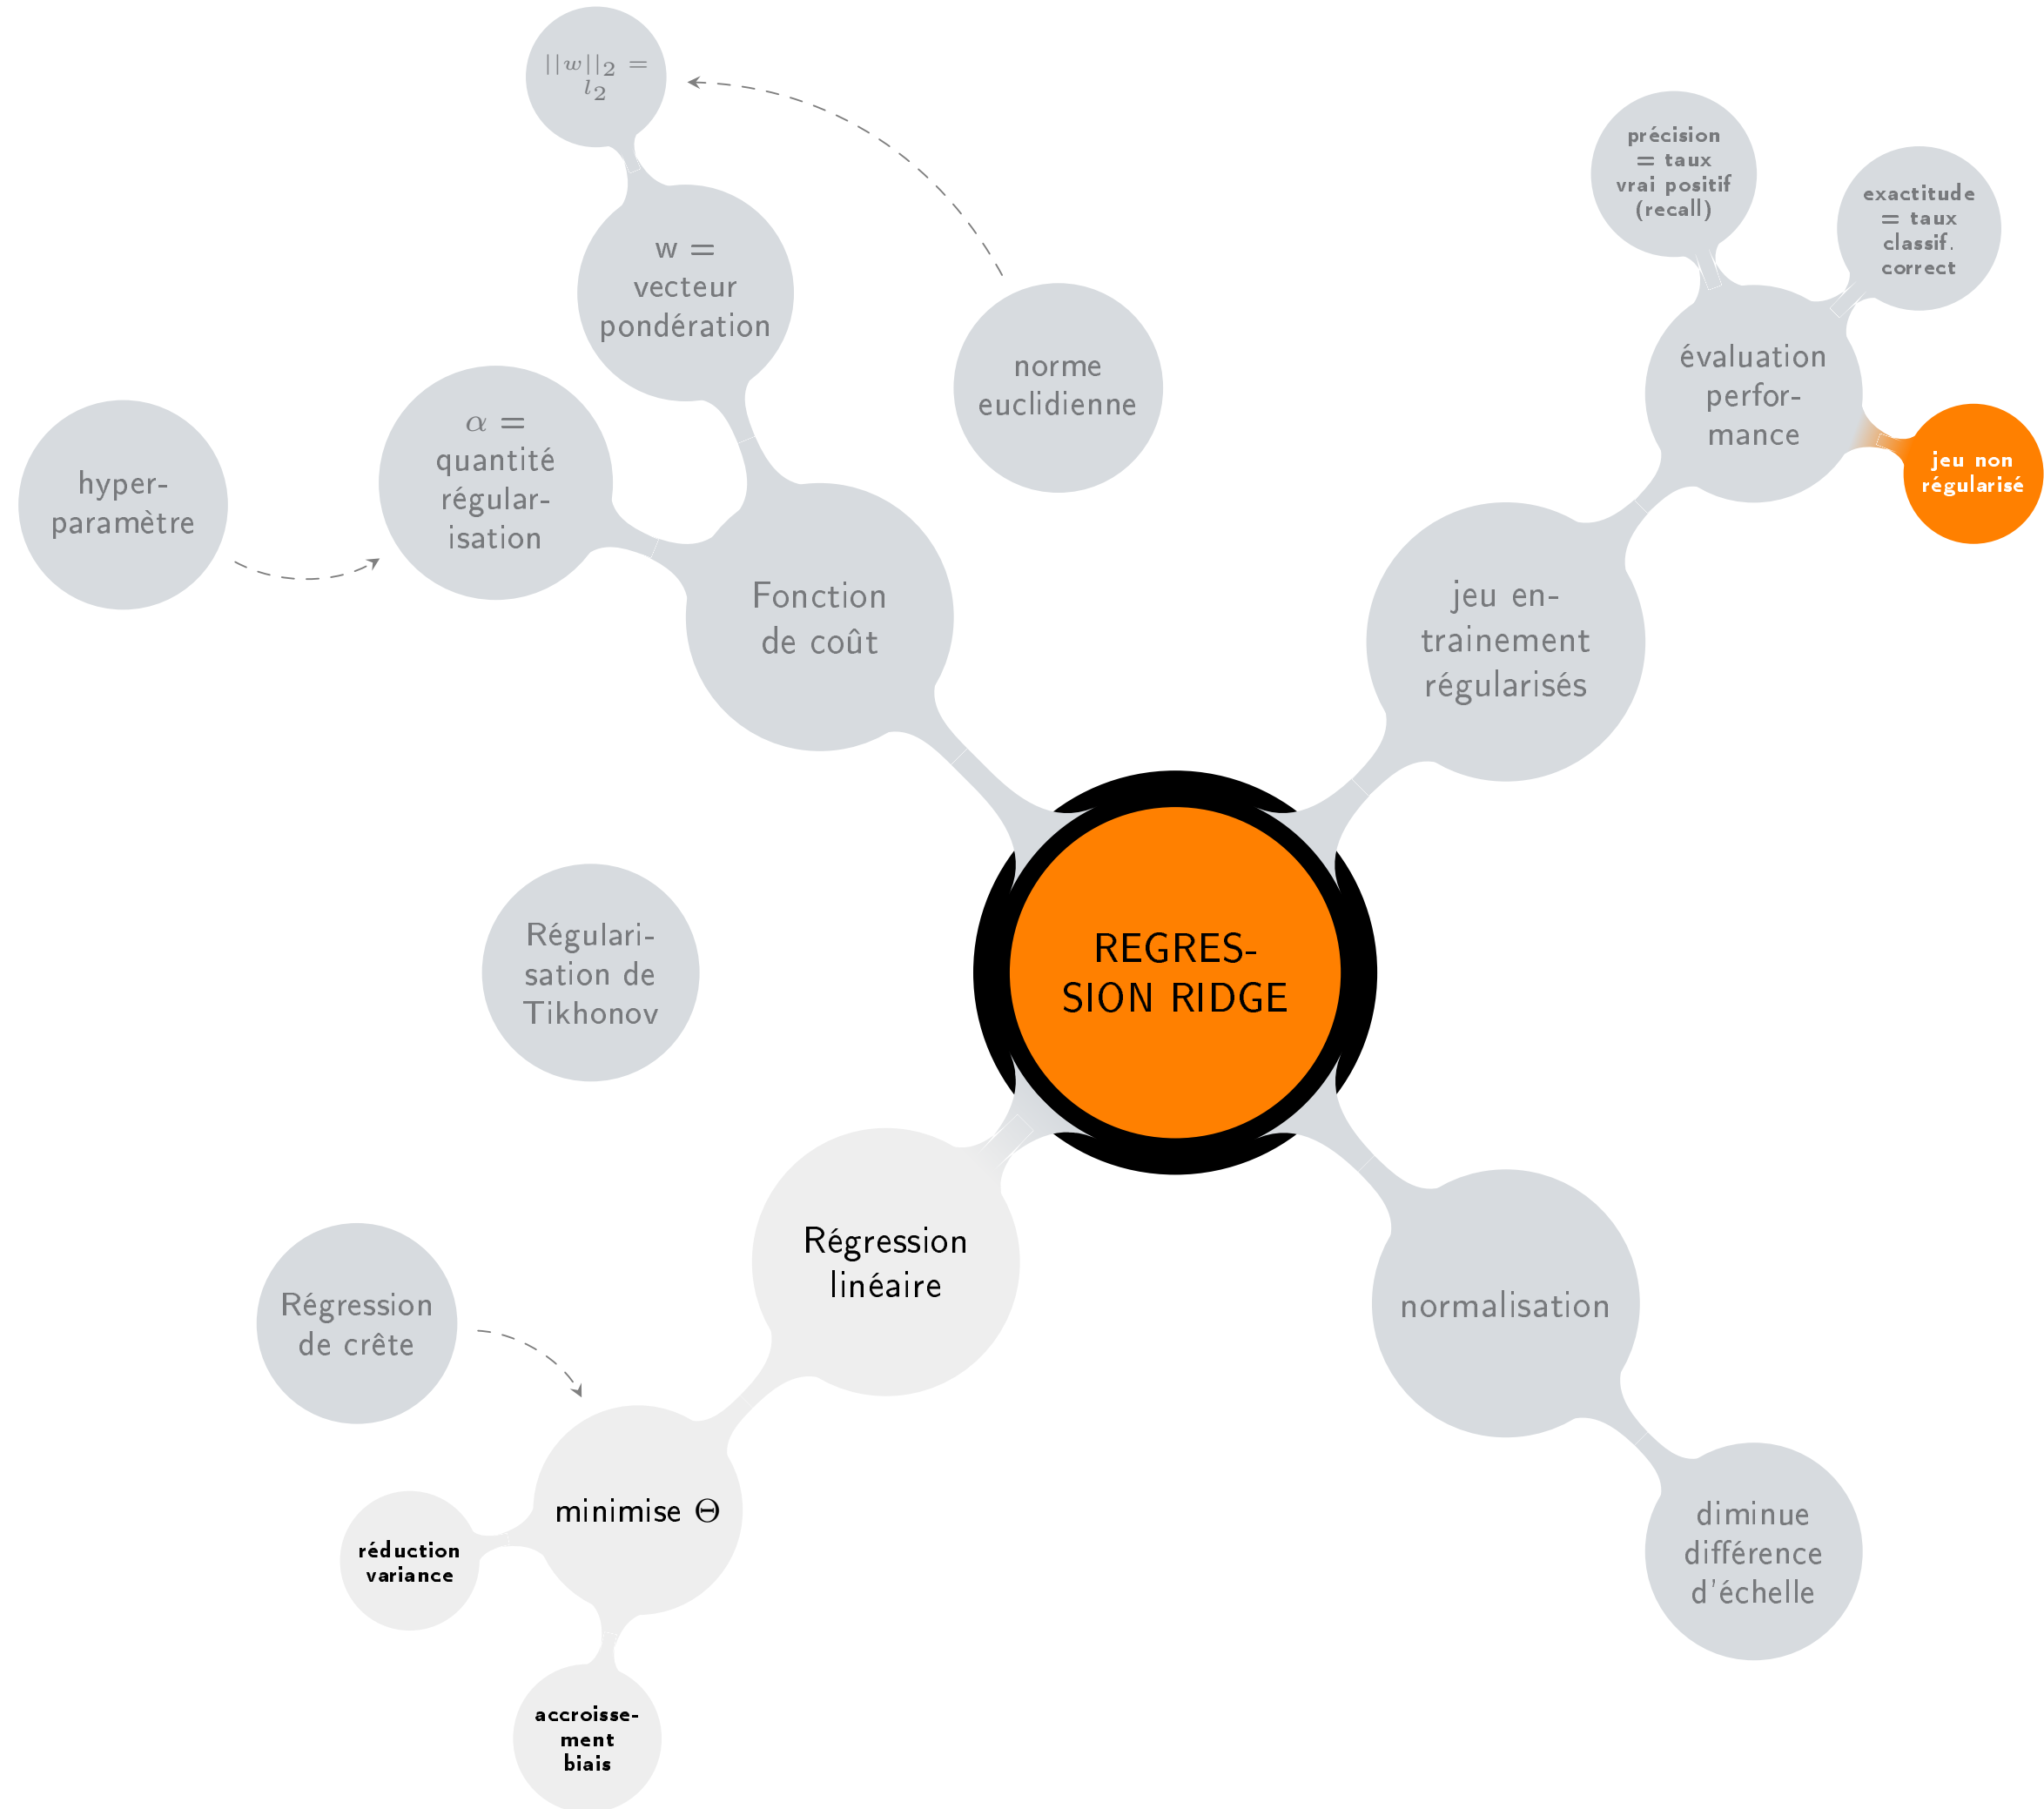 ||w||₂ =
l₂
w =
vecteur
pondération
norme
euclidienne
α =
quantité
régular-
isation
hyper-
paramètre
Fonction
de coût
précision
= taux
vrai positif
(recall)
exactitude
= taux
classif.
correct
évaluation
perfor-
mance
jeu non
régularisé
jeu en-
trainement
régularisés
REGRES-
SION RIDGE
Régulari-
sation de
Tikhonov
Régression
linéaire
Régression
de crête
minimise Θ
réduction
variance
accroisse-
ment
biais
normalisation
diminue
différence
d'échelle